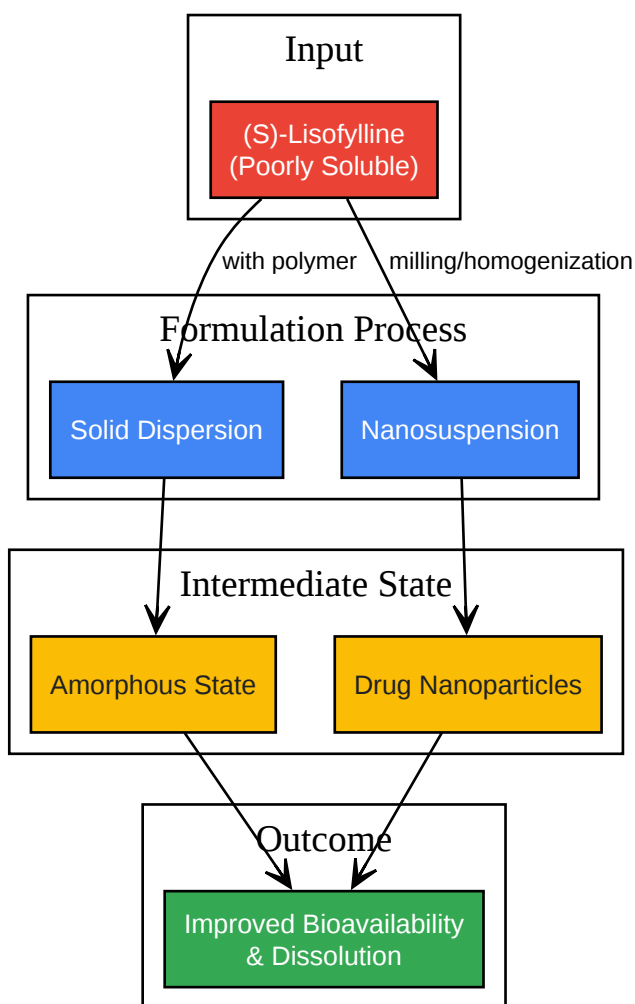 Input
(S)-Lisofylline
(Poorly Soluble)
with polymer
milling/homogenization
Formulation Process
Solid Dispersion
Nanosuspension
Intermediate State
Amorphous State
Drug Nanoparticles
Outcome
Improved Bioavailability
& Dissolution